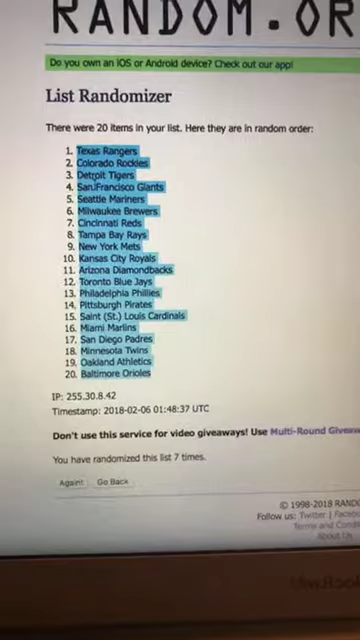 RANDOM.OR
Do you own an iOS or Android device? Check out our app!
List Randomizer
There were 20 items in your list. Here they are in random order:
1. Texas Rangers
2. Colorado Rockies
3. Detroit Tigers
4. San Francisco Giants
5. Seattle Mariners
6. Milwaukee Brewers
7. Cincinnati Reds
8. Tampa Bay Rays
9. New York Mets
10. Kansas City Royals
11. Arizona Diamondbacks
12. Toronto Blue Jays
13. Philadelphia Phillies
14. Pittsburgh Pirates
15. Saint (St.) Louis Cardinals
16. Miami Marlins
17. San Diego Padres
18. Minnesota Twins
19. Oakland Athletics
20. Baltimore Orioles
IP: 255.30.8.42
Timestamp: 2018-02-06 01:48:37 UTC
Don't use this service for video giveaways! Use Multi-Round Giveaw
You have randomized this list 7 times.
Again! Go Back
© 1998-2018 RANDO
Follow us: Twitter | Facebo
Terms and Condi
About Us